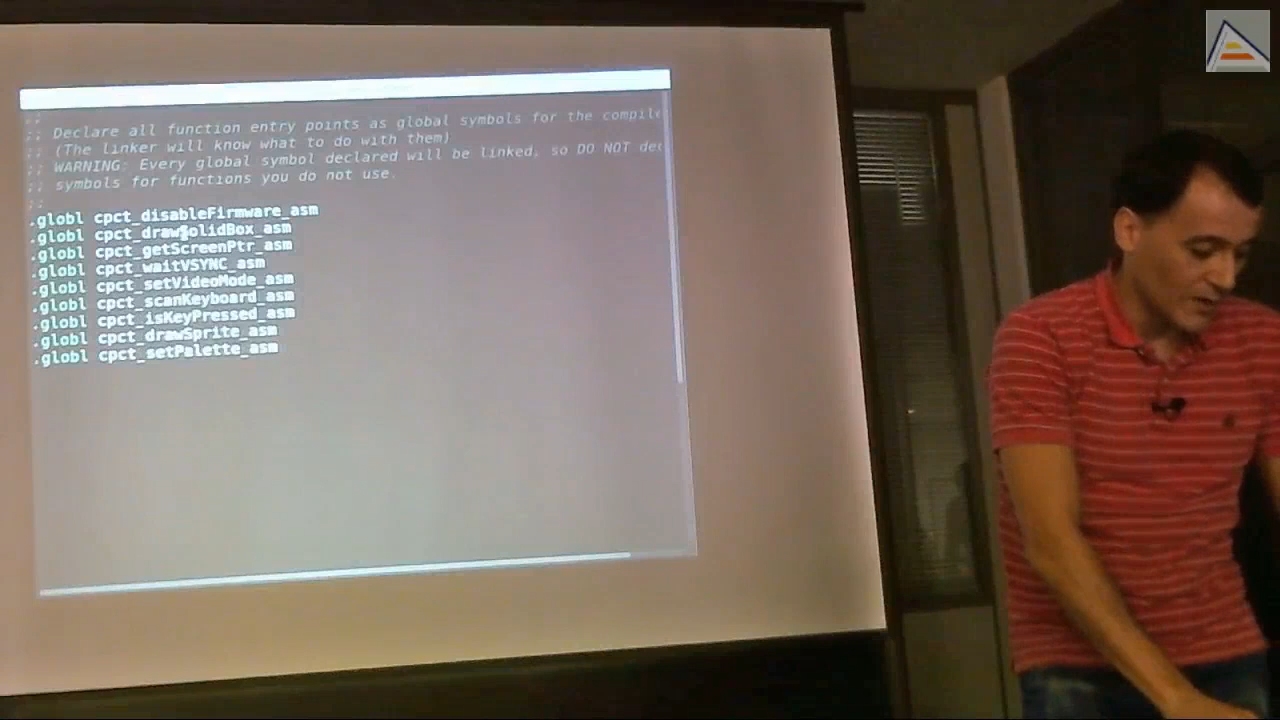 ;;
;; Declare all function entry points as global symbols for the compile
;; (The linker will know what to do with them)
;; WARNING: Every global symbol declared will be linked, so DO NOT dec
;; symbols for functions you do not use.
;;
.globl cpct_disableFirmware_asm
.globl cpct_drawSolidBox_asm
.globl cpct_getScreenPtr_asm
.globl cpct_waitVSYNC_asm
.globl cpct_setVideoMode_asm
.globl cpct_scanKeyboard_asm
.globl cpct_isKeyPressed_asm
.globl cpct_drawSprite_asm
.globl cpct_setPalette_asm